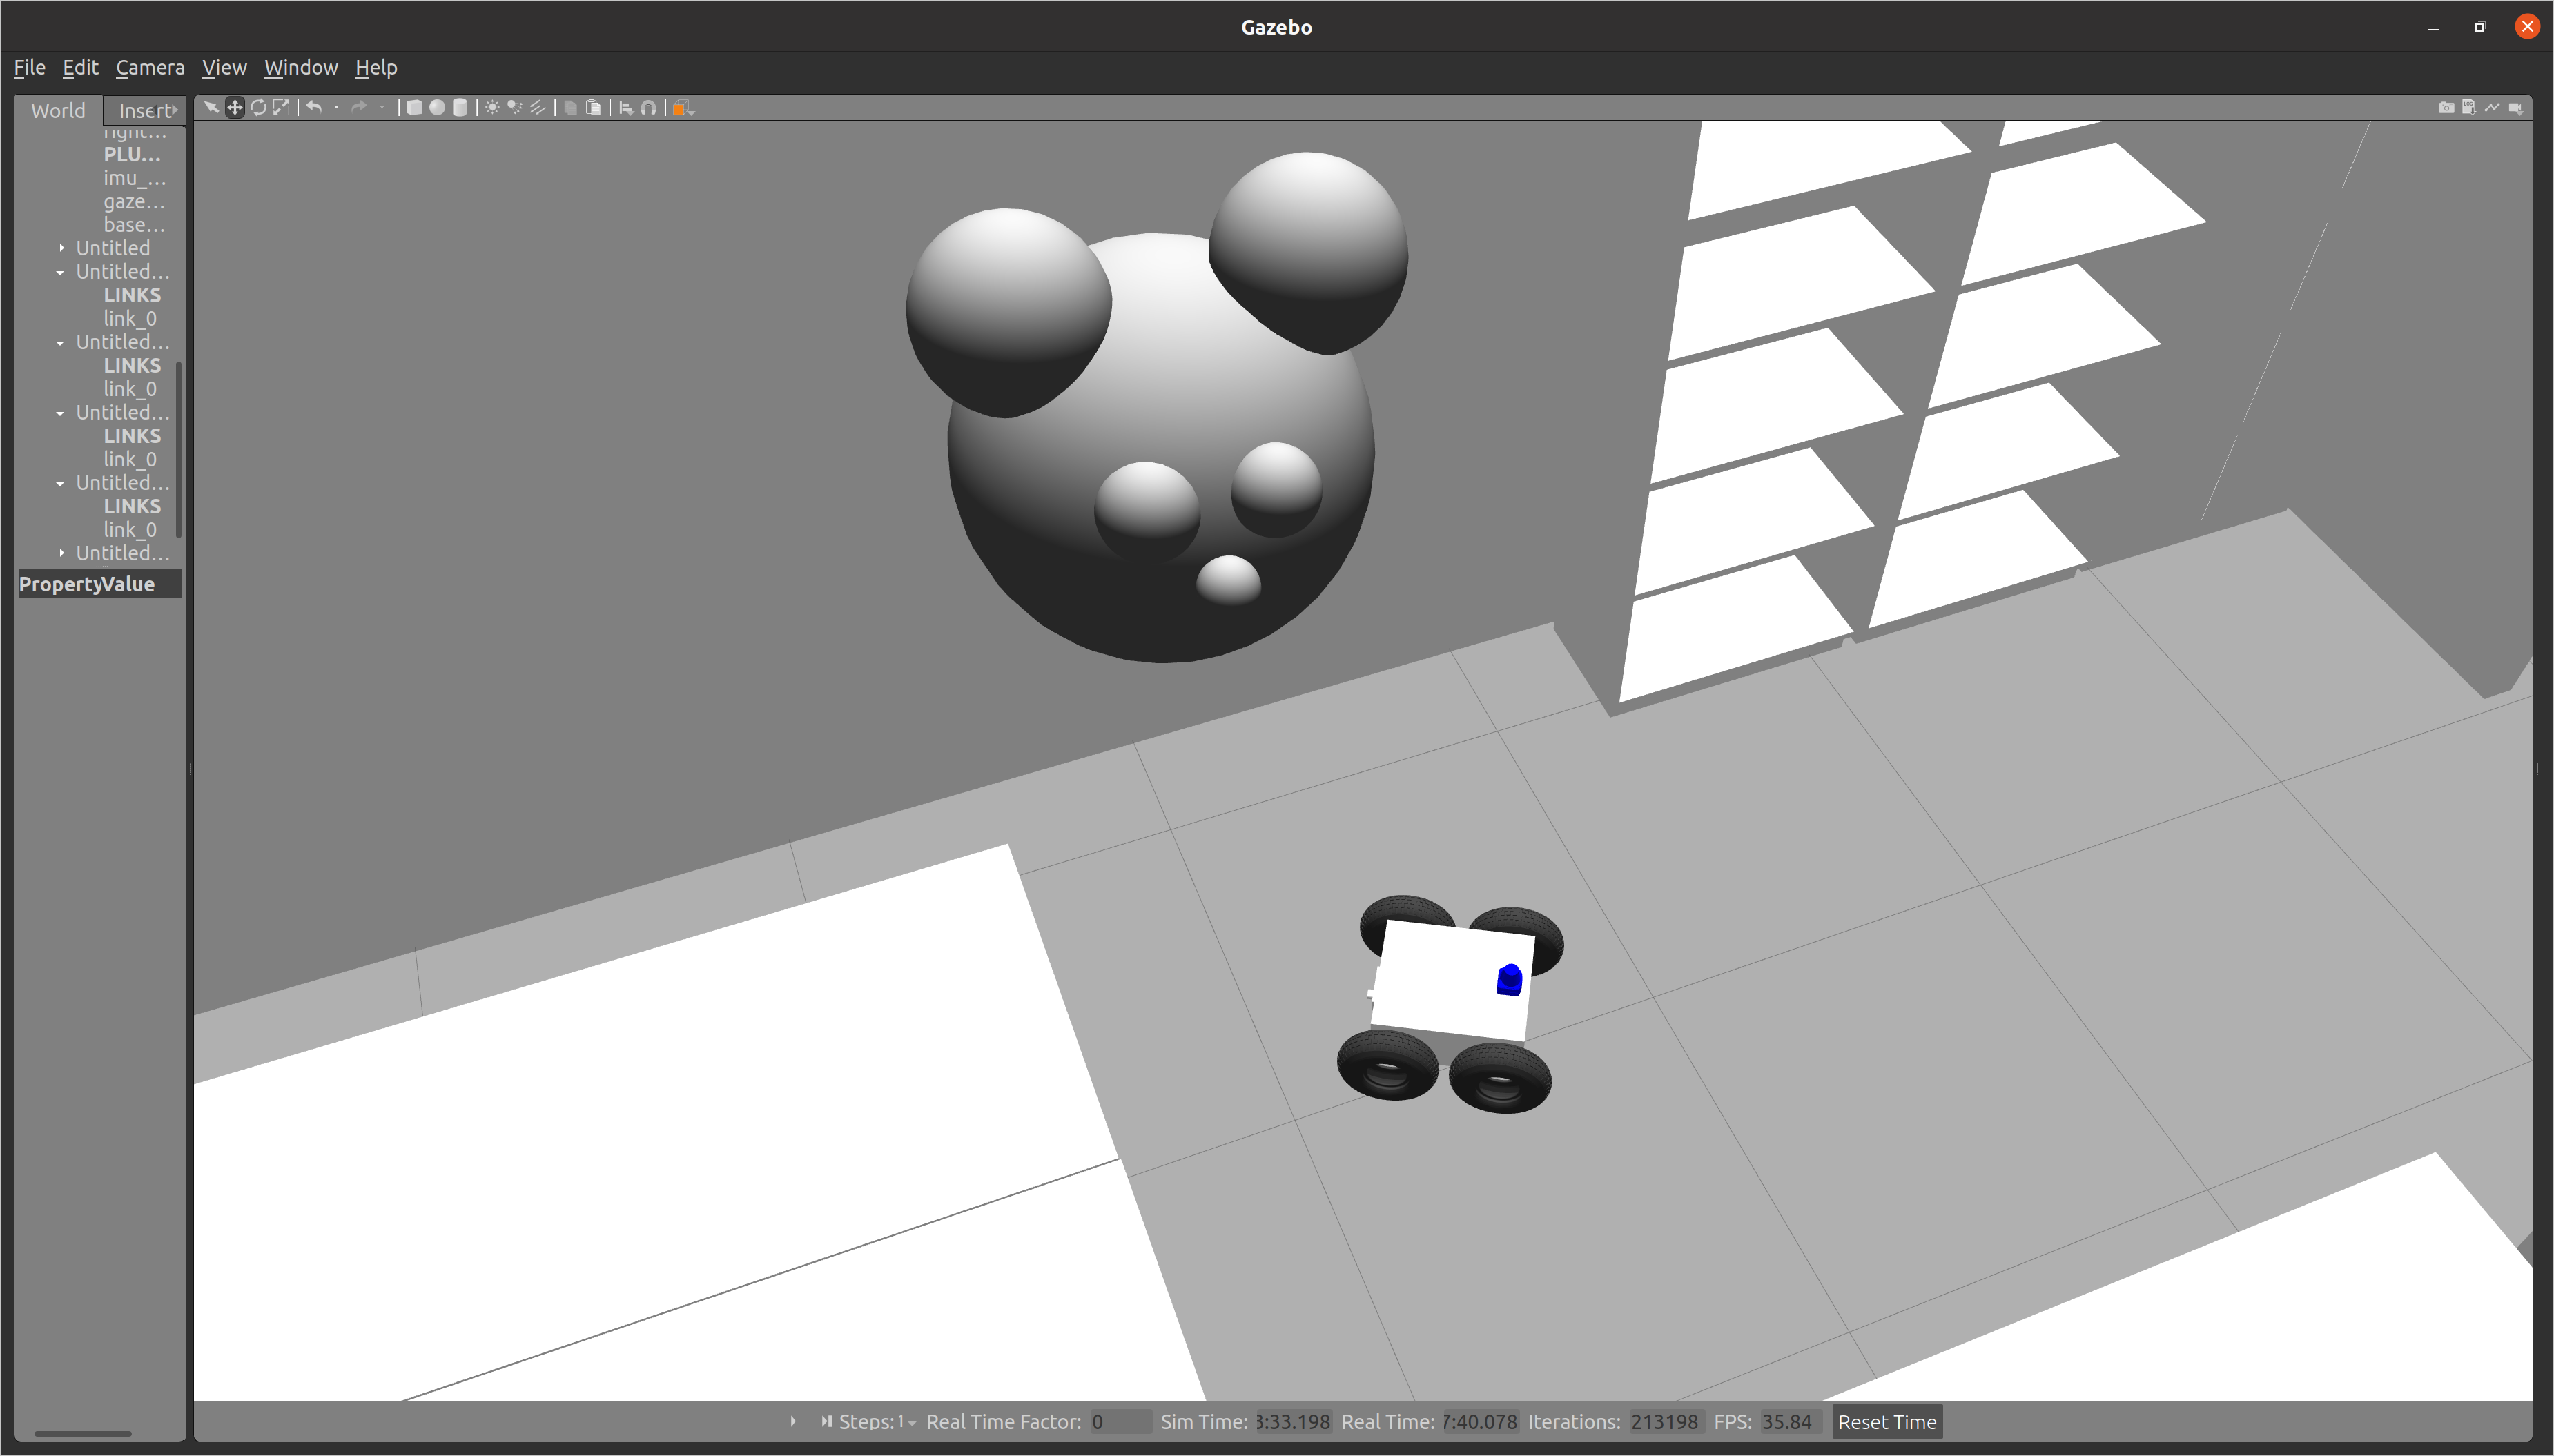 Gazebo
File Edit Camera View Window Help
World Insert
right...
PLU...
imu_...
gaze...
base...
Untitled
Untitled...
LINKS
link_0
Untitled...
LINKS
link_0
Untitled...
LINKS
link_0
Untitled...
LINKS
link_0
Untitled...
Property Value
Steps: 1 Real Time Factor: 0 Sim Time: 3:33.198 Real Time: 7:40.078 Iterations: 213198 FPS: 35.84 Reset Time